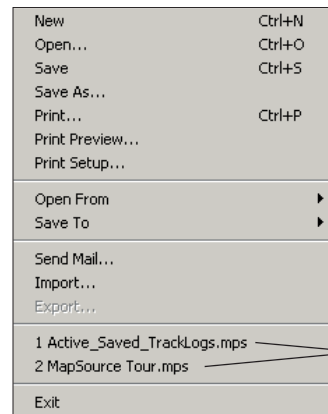 New Ctrl+N
Open... Ctrl+O
Save Ctrl+S
Save As...
Print... Ctrl+P
Print Preview...
Print Setup...
Open From
Save To
Send Mail...
Import...
Export...
1 Active_Saved_TrackLogs.mps
2 MapSource Tour.mps
Exit